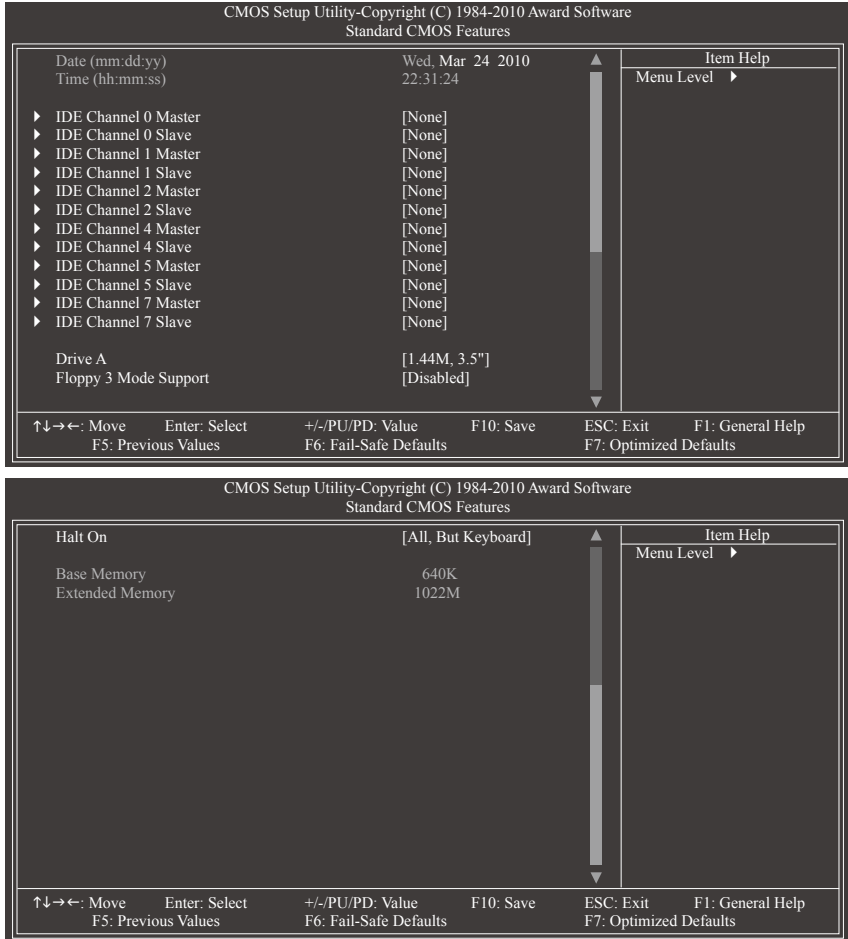 CMOS Setup Utility-Copyright (C) 1984-2010 Award Software
Standard CMOS Features
Date (mm:dd:yy) Wed, Mar 24 2010
Time (hh:mm:ss) 22:31:24
IDE Channel 0 Master [None]
IDE Channel 0 Slave [None]
IDE Channel 1 Master [None]
IDE Channel 1 Slave [None]
IDE Channel 2 Master [None]
IDE Channel 2 Slave [None]
IDE Channel 4 Master [None]
IDE Channel 4 Slave [None]
IDE Channel 5 Master [None]
IDE Channel 5 Slave [None]
IDE Channel 7 Master [None]
IDE Channel 7 Slave [None]
Drive A [1.44M, 3.5"]
Floppy 3 Mode Support [Disabled]
Item Help
Menu Level
↑↓→←: Move Enter: Select +/-/PU/PD: Value F10: Save ESC: Exit F1: General Help
F5: Previous Values F6: Fail-Safe Defaults F7: Optimized Defaults
CMOS Setup Utility-Copyright (C) 1984-2010 Award Software
Standard CMOS Features
Halt On [All, But Keyboard]
Base Memory 640K
Extended Memory 1022M
Item Help
Menu Level
↑↓→←: Move Enter: Select +/-/PU/PD: Value F10: Save ESC: Exit F1: General Help
F5: Previous Values F6: Fail-Safe Defaults F7: Optimized Defaults